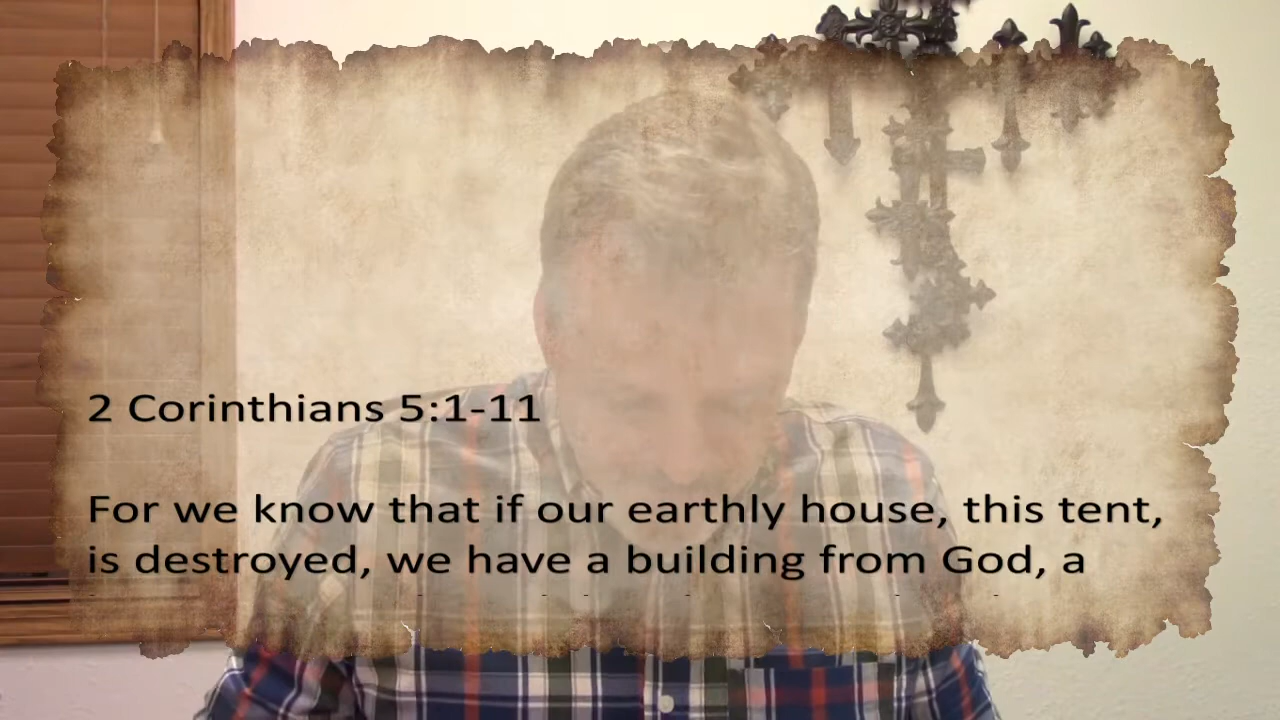 2 Corinthians 5:1-11
For we know that if our earthly house, this tent,
is destroyed, we have a building from God, a